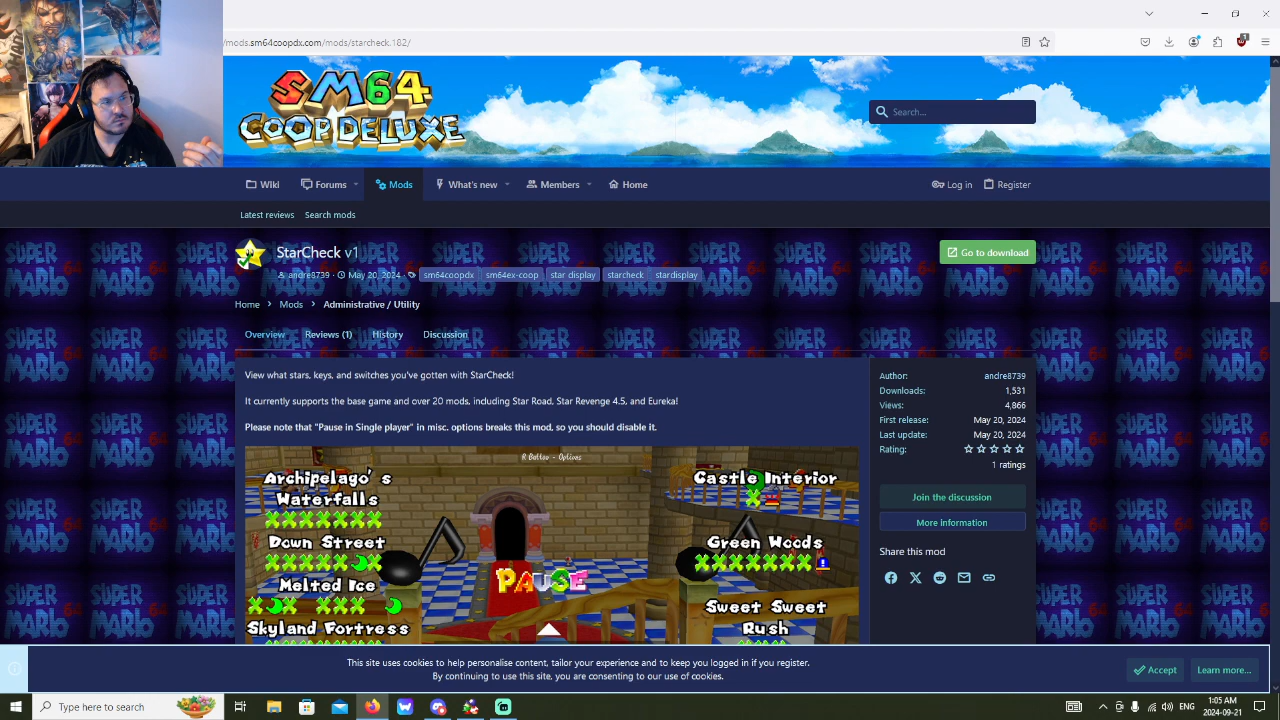 /mods.sm64coopdx.com/mods/starcheck.182/
SM64
COOP DELUXE
Search...
Wiki
Forums
Mods
What's new
Members
Home
Log in
Register
Latest reviews
Search mods
StarCheck v1
Go to download
andre8739 · May 20, 2024 · sm64coopdx sm64ex-coop star display starcheck stardisplay
Home > Mods > Administrative / Utility
Overview Reviews (1) History Discussion
View what stars, keys, and switches you've gotten with StarCheck!
It currently supports the base game and over 20 mods, including Star Road, Star Revenge 4.5, and Eureka!
Please note that "Pause in Single player" in misc. options breaks this mod, so you should disable it.
R Button - Options
Archipelago's
Waterfalls
Down Street
Melted Ice
Skyland Fortress
PAUSE
Castle Interior
Green Woods
Sweet Sweet
Rush
Author: andre8739
Downloads: 1,531
Views: 4,866
First release: May 20, 2024
Last update: May 20, 2024
Rating:
1 ratings
Join the discussion
More information
Share this mod
This site uses cookies to help personalise content, tailor your experience and to keep you logged in if you register.
By continuing to use this site, you are consenting to our use of cookies.
Accept
Learn more...
Type here to search
ENG
1:05 AM
2024-09-21